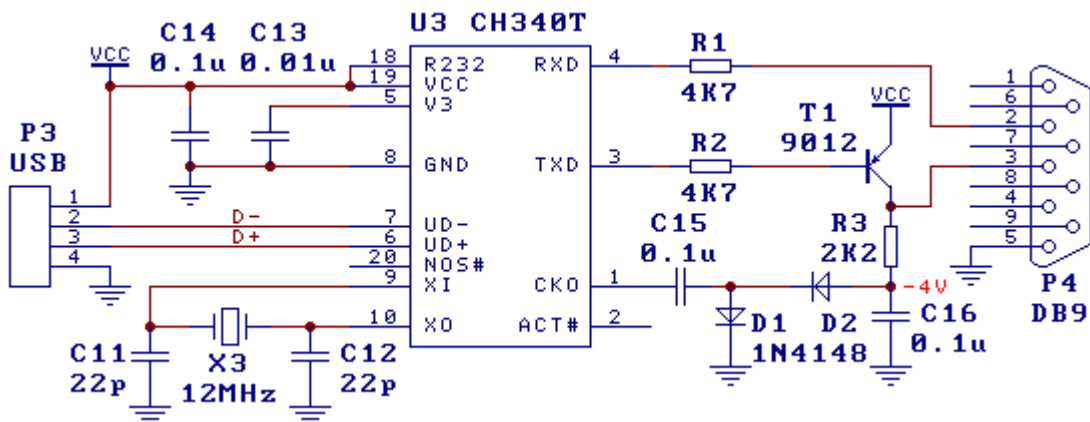 U3 CH340T
C14 C13
0.1u 0.01u
VCC
P3
USB
1
2
3
4
D-
D+
18
19
5
8
7
6
20
9
10
R232
VCC
V3
GND
UD-
UD+
NOS#
XI
XO
RXD
TXD
CKO
ACT#
4
3
1
2
R1
4K7
R2
4K7
VCC
T1
9012
C15
0.1u
R3
2K2
-4V
D1
D2
1N4148
C16
0.1u
C11
22p
X3
12MHz
C12
22p
1
6
2
7
3
8
4
9
5
P4
DB9